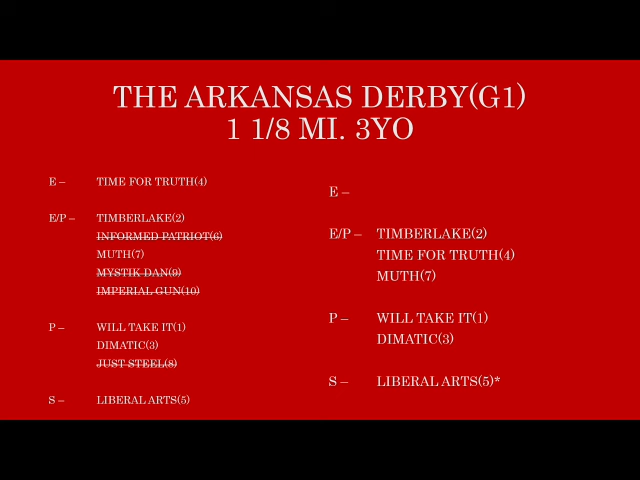 THE ARKANSAS DERBY(G1)
1 1/8 MI. 3YO
E – TIME FOR TRUTH(4)
E/P – TIMBERLAKE(2)
INFORMED PATRIOT(6)
MUTH(7)
MYSTIK DAN(9)
IMPERIAL GUN(10)
P – WILL TAKE IT(1)
DIMATIC(3)
JUST STEEL(8)
S – LIBERAL ARTS(5)
E –
E/P – TIMBERLAKE(2)
TIME FOR TRUTH(4)
MUTH(7)
P – WILL TAKE IT(1)
DIMATIC(3)
S – LIBERAL ARTS(5)*